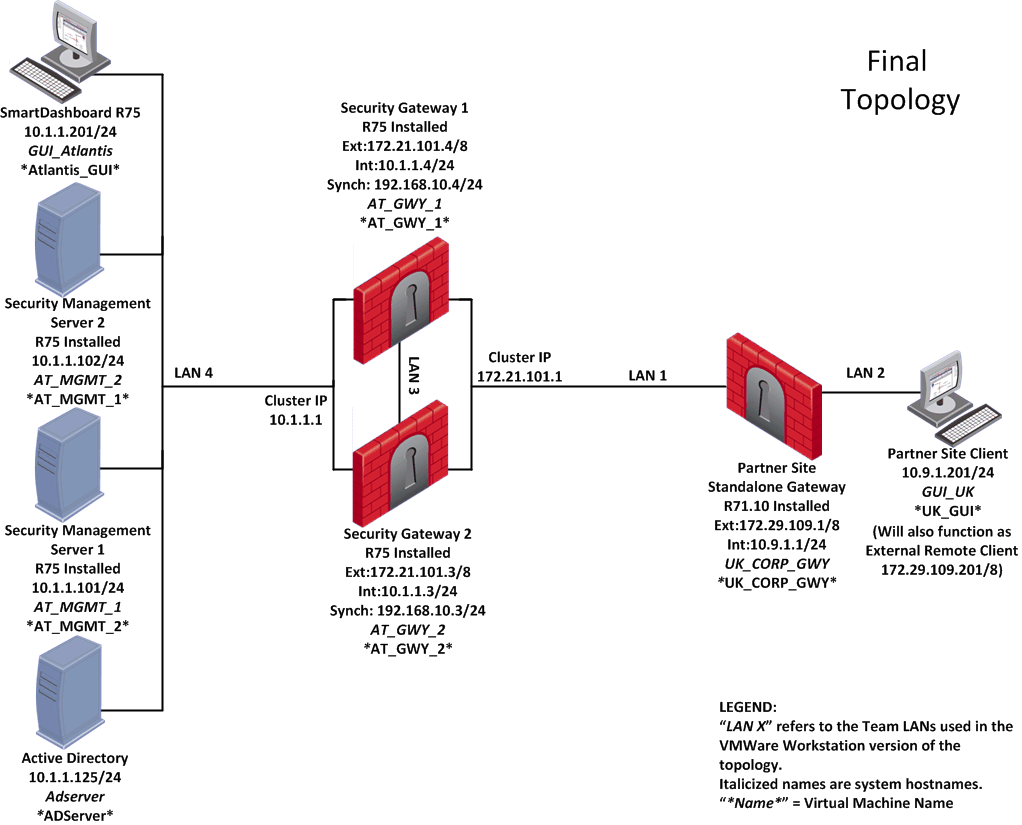 Final
Topology
SmartDashboard R75
10.1.1.201/24
GUI_Atlantis
*Atlantis_GUI*
Security Management
Server 2
R75 Installed
10.1.1.102/24
AT_MGMT_2
*AT_MGMT_1*
Security Management
Server 1
R75 Installed
10.1.1.101/24
AT_MGMT_1
*AT_MGMT_2*
Active Directory
10.1.1.125/24
Adserver
*ADServer*
LAN 4
Cluster IP
10.1.1.1
Security Gateway 1
R75 Installed
Ext:172.21.101.4/8
Int:10.1.1.4/24
Synch: 192.168.10.4/24
AT_GWY_1
*AT_GWY_1*
LAN 3
Security Gateway 2
R75 Installed
Ext:172.21.101.3/8
Int:10.1.1.3/24
Synch: 192.168.10.3/24
AT_GWY_2
*AT_GWY_2*
Cluster IP
172.21.101.1
LAN 1
Partner Site
Standalone Gateway
R71.10 Installed
Ext:172.29.109.1/8
Int:10.9.1.1/24
UK_CORP_GWY
*UK_CORP_GWY*
LAN 2
Partner Site Client
10.9.1.201/24
GUI_UK
*UK_GUI*
(Will also function as
External Remote Client
172.29.109.201/8)
LEGEND:
“LAN X” refers to the Team LANs used in the
VMWare Workstation version of the
topology.
Italicized names are system hostnames.
“*Name*” = Virtual Machine Name